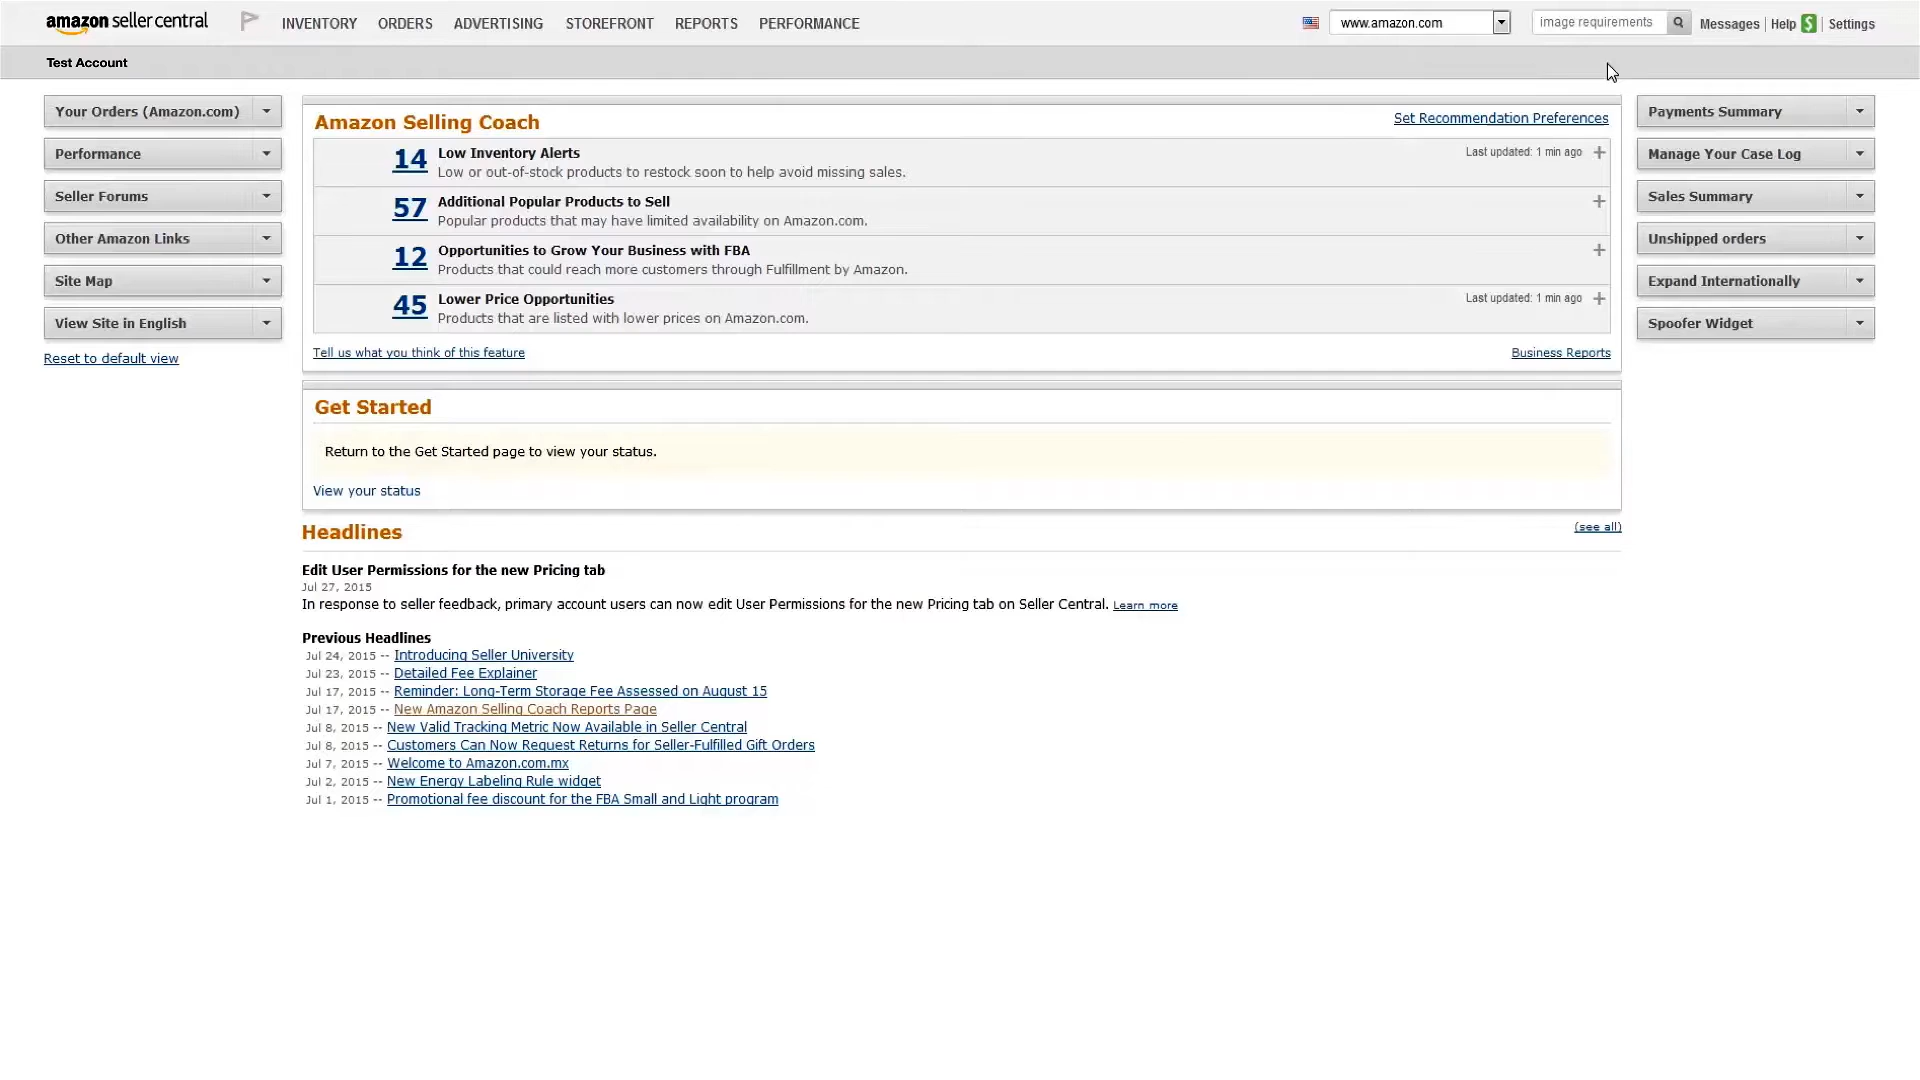 amazon seller central
INVENTORY ORDERS ADVERTISING STOREFRONT REPORTS PERFORMANCE
www.amazon.com
image requirements
Messages | Help $ | Settings
Test Account
Your Orders (Amazon.com)
Performance
Seller Forums
Other Amazon Links
Site Map
View Site in English
Reset to default view
Amazon Selling Coach
Set Recommendation Preferences
14 Low Inventory Alerts
Last updated: 1 min ago +
Low or out-of-stock products to restock soon to help avoid missing sales.
57 Additional Popular Products to Sell +
Popular products that may have limited availability on Amazon.com.
12 Opportunities to Grow Your Business with FBA +
Products that could reach more customers through Fulfillment by Amazon.
45 Lower Price Opportunities
Last updated: 1 min ago +
Products that are listed with lower prices on Amazon.com.
Tell us what you think of this feature
Business Reports
Get Started
Return to the Get Started page to view your status.
View your status
Headlines
(see all)
Edit User Permissions for the new Pricing tab
Jul 27, 2015
In response to seller feedback, primary account users can now edit User Permissions for the new Pricing tab on Seller Central. Learn more
Previous Headlines
Jul 24, 2015 -- Introducing Seller University
Jul 23, 2015 -- Detailed Fee Explainer
Jul 17, 2015 -- Reminder: Long-Term Storage Fee Assessed on August 15
Jul 17, 2015 -- New Amazon Selling Coach Reports Page
Jul 8, 2015 -- New Valid Tracking Metric Now Available in Seller Central
Jul 8, 2015 -- Customers Can Now Request Returns for Seller-Fulfilled Gift Orders
Jul 7, 2015 -- Welcome to Amazon.com.mx
Jul 2, 2015 -- New Energy Labeling Rule widget
Jul 1, 2015 -- Promotional fee discount for the FBA Small and Light program
Payments Summary
Manage Your Case Log
Sales Summary
Unshipped orders
Expand Internationally
Spoofer Widget